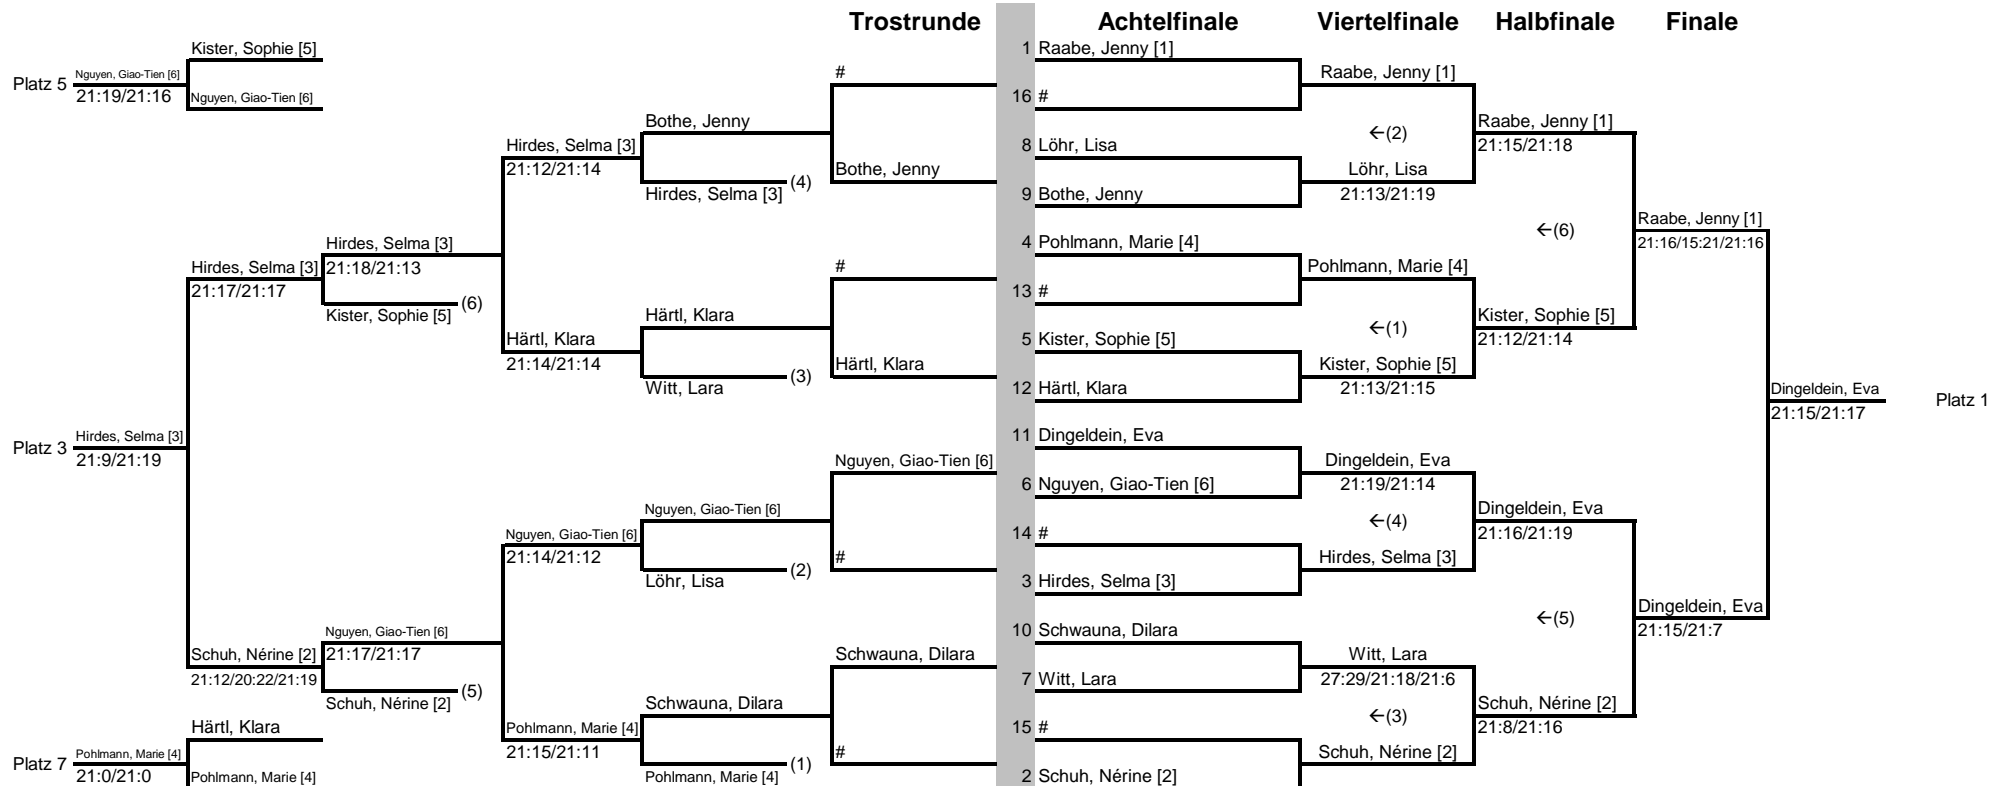 Trostrunde Achtelfinale Viertelfinale Halbfinale Finale
Kister, Sophie [5]
Platz 5
Nguyen, Giao-Tien [6]
21:19/21:16
Nguyen, Giao-Tien [6]
Hirdes, Selma [3]
21:18/21:13
Hirdes, Selma [3]
21:17/21:17
Kister, Sophie [5]
(6)
Platz 3
Hirdes, Selma [3]
21:9/21:19
Nguyen, Giao-Tien [6]
21:17/21:17
Schuh, Nérine [2]
21:12/20:22/21:19
Schuh, Nérine [2]
(5)
Härtl, Klara
Platz 7
Pohlmann, Marie [4]
21:0/21:0
Pohlmann, Marie [4]
Hirdes, Selma [3]
21:12/21:14
Härtl, Klara
21:14/21:14
Nguyen, Giao-Tien [6]
21:14/21:12
Pohlmann, Marie [4]
21:15/21:11
Bothe, Jenny
Hirdes, Selma [3]
(4)
Härtl, Klara
Witt, Lara
(3)
Nguyen, Giao-Tien [6]
Löhr, Lisa
(2)
Schwauna, Dilara
Pohlmann, Marie [4]
(1)
#
Bothe, Jenny
#
Härtl, Klara
Nguyen, Giao-Tien [6]
#
Schwauna, Dilara
#
1 Raabe, Jenny [1]
16 #
8 Löhr, Lisa
9 Bothe, Jenny
4 Pohlmann, Marie [4]
13 #
5 Kister, Sophie [5]
12 Härtl, Klara
11 Dingeldein, Eva
6 Nguyen, Giao-Tien [6]
14 #
3 Hirdes, Selma [3]
10 Schwauna, Dilara
7 Witt, Lara
15 #
2 Schuh, Nérine [2]
Raabe, Jenny [1]
←(2)
Löhr, Lisa
21:13/21:19
Pohlmann, Marie [4]
←(1)
Kister, Sophie [5]
21:13/21:15
Dingeldein, Eva
21:19/21:14
←(4)
Hirdes, Selma [3]
Witt, Lara
27:29/21:18/21:6
←(3)
Schuh, Nérine [2]
Raabe, Jenny [1]
21:15/21:18
←(6)
Kister, Sophie [5]
21:12/21:14
Dingeldein, Eva
21:16/21:19
←(5)
Schuh, Nérine [2]
21:8/21:16
Raabe, Jenny [1]
21:16/15:21/21:16
Dingeldein, Eva
21:15/21:7
Dingeldein, Eva
21:15/21:17
Platz 1